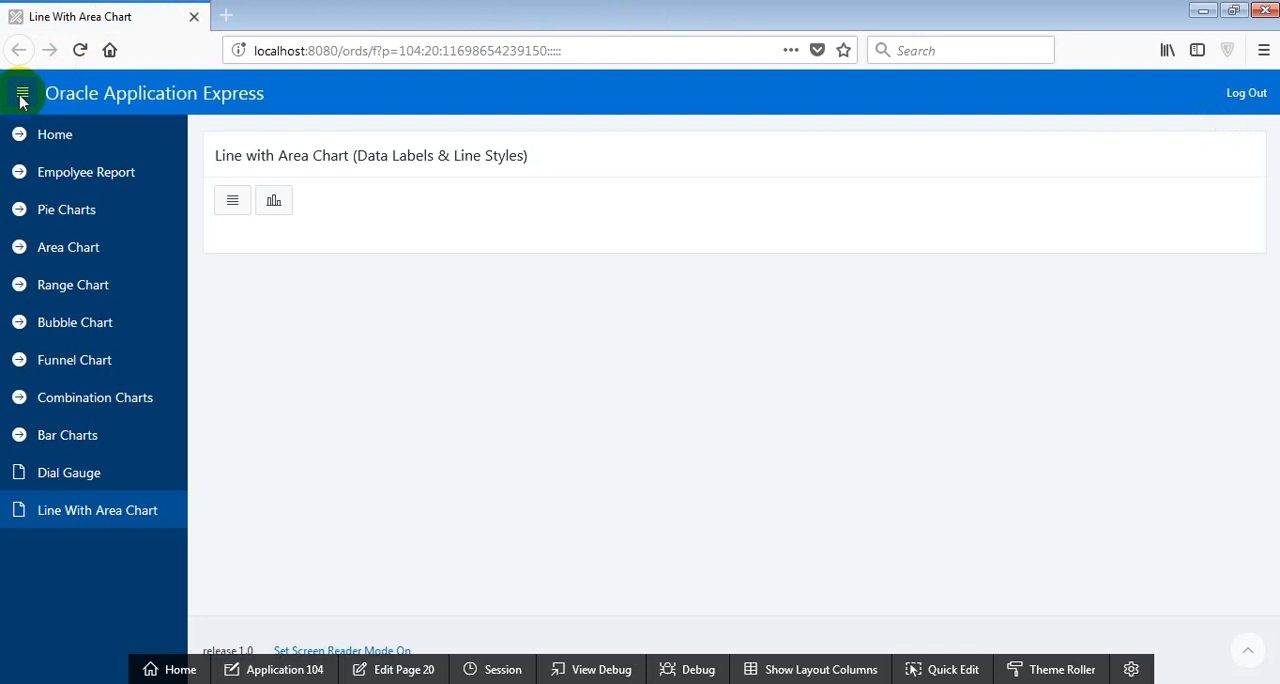 Line With Area Chart
localhost:8080/ords/f?p=104:20:11698654239150:::::
Search
Oracle Application Express
Log Out
Home
Empolyee Report
Pie Charts
Area Chart
Range Chart
Bubble Chart
Funnel Chart
Combination Charts
Bar Charts
Dial Gauge
Line With Area Chart
Line with Area Chart (Data Labels & Line Styles)
release 1.0
Set Screen Reader Mode On
Home
Application 104
Edit Page 20
Session
View Debug
Debug
Show Layout Columns
Quick Edit
Theme Roller